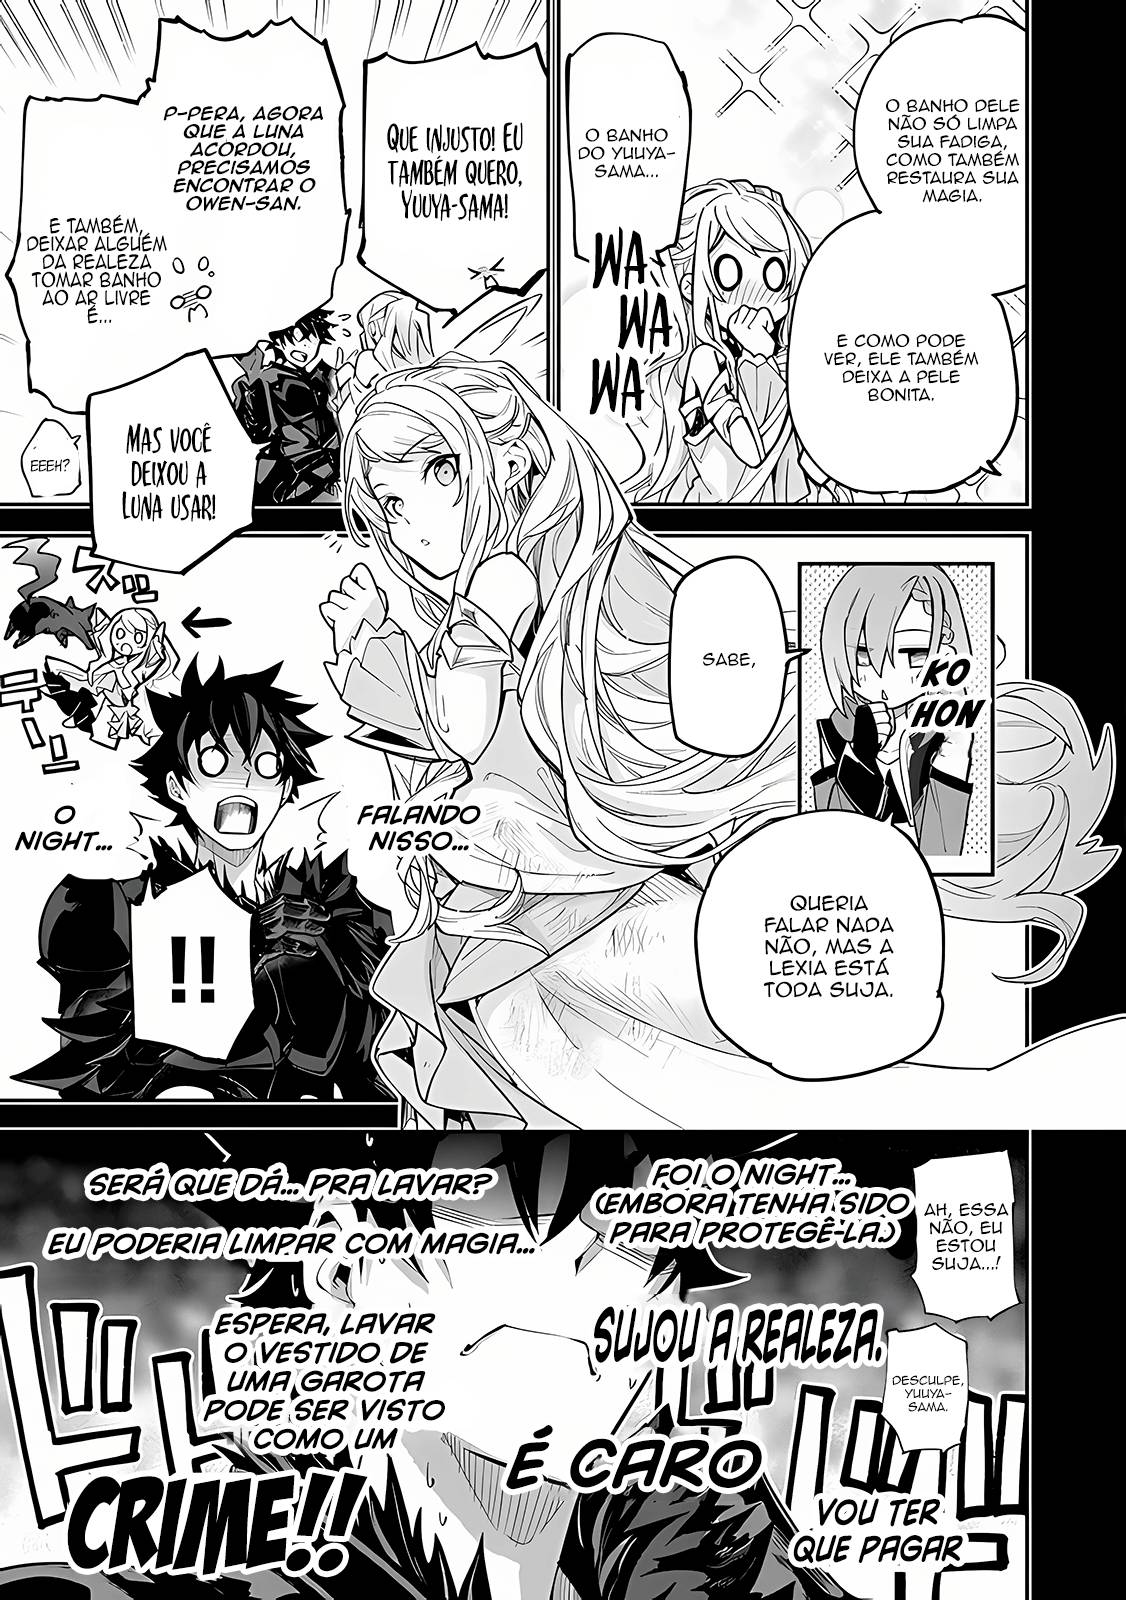 O BANHO DELE
NÃO SÓ LIMPA
SUA FADIGA,
COMO TAMBÉM
RESTAURA SUA
MAGIA.
E COMO PODE
VER, ELE TAMBÉM
DEIXA A PELE
BONITA.
O BANHO
DO YUUYA-
SAMA...
WA
WA
WA
QUE INJUSTO! EU
TAMBÉM QUERO,
YUUYA-SAMA!
P-PERA, AGORA
QUE A LUNA
ACORDOU,
PRECISAMOS
ENCONTRAR O
OWEN-SAN.
E TAMBÉM,
DEIXAR ALGUÉM
DA REALEZA
TOMAR BANHO
AO AR LIVRE
É...
MAS VOCÊ
DEIXOU A
LUNA USAR!
EEEH?
KO
HON
SABE,
QUERIA
FALAR NADA
NÃO, MAS A
LEXIA ESTÁ
TODA SUJA.
FALANDO
NISSO...
O
NIGHT...
!!
AH, ESSA
NÃO, EU
ESTOU
SUJA...!
DESCULPE,
YUUYA-
SAMA.
FOI O NIGHT...
(EMBORA TENHA SIDO
PARA PROTEGÊ-LA.)
SUJOU A REALEZA.
É CARO
VOU TER
QUE PAGAR
SERÁ QUE DÁ... PRA LAVAR?
EU PODERIA LIMPAR COM MAGIA...
ESPERA, LAVAR
O VESTIDO DE
UMA GAROTA
PODE SER VISTO
COMO UM
CRIME!!